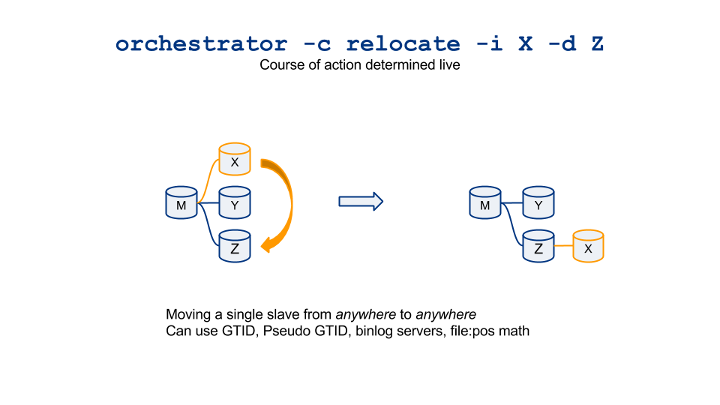 orchestrator -c relocate -i X -d Z
Course of action determined live
X
M
Y
Z
M
Y
Z
X
Moving a single slave from anywhere to anywhere
Can use GTID, Pseudo GTID, binlog servers, file:pos math